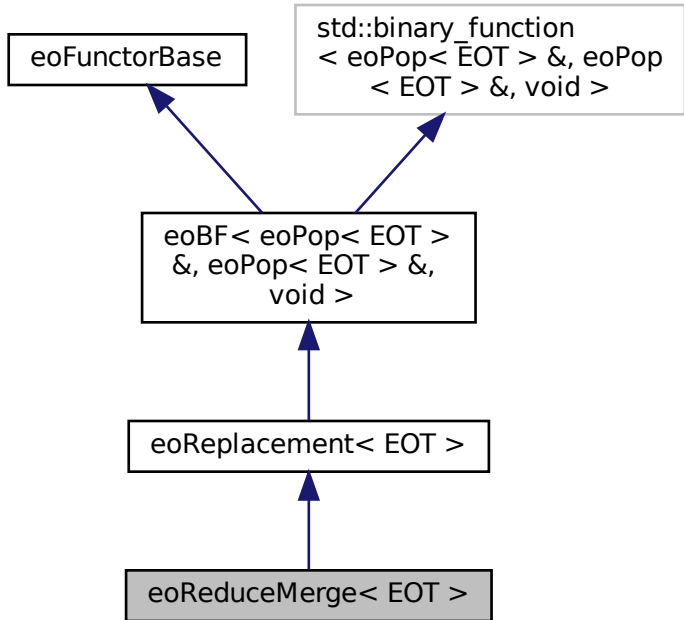 eoFunctorBase
std::binary_function
< eoPop< EOT > &, eoPop
< EOT > &, void >
eoBF< eoPop< EOT >
&, eoPop< EOT > &,
void >
eoReplacement< EOT >
eoReduceMerge< EOT >